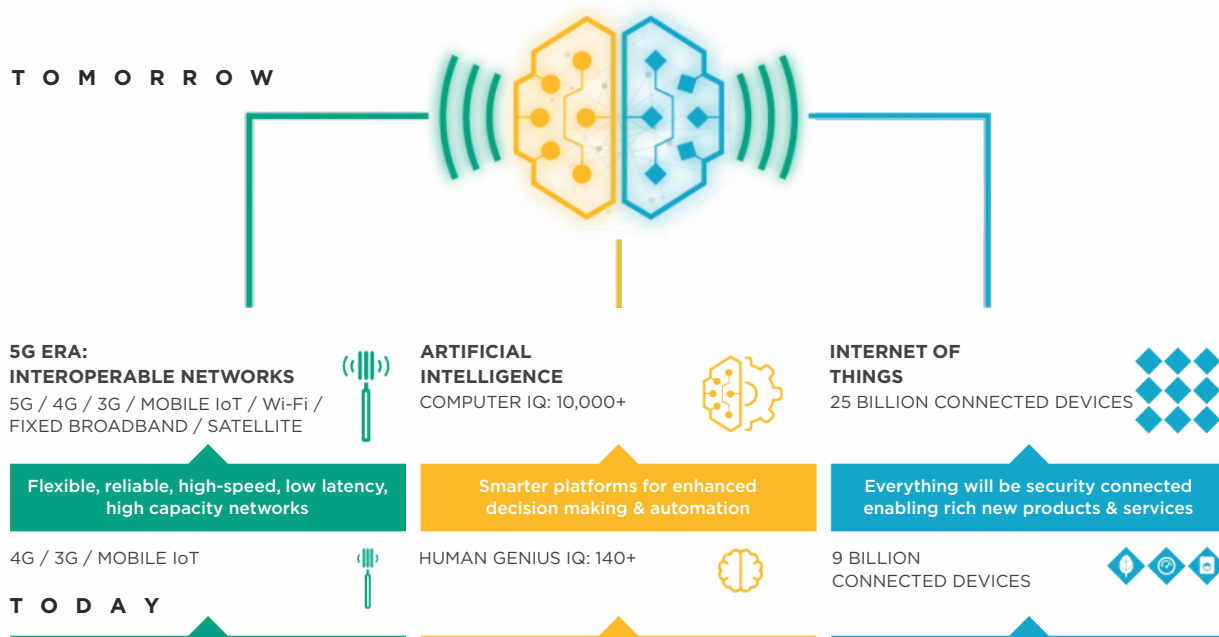 TOMORROW
5G ERA:
INTEROPERABLE NETWORKS
5G / 4G / 3G / MOBILE IoT / Wi-Fi /
FIXED BROADBAND / SATELLITE
Flexible, reliable, high-speed, low latency,
high capacity networks
4G / 3G / MOBILE IoT
ARTIFICIAL
INTELLIGENCE
COMPUTER IQ: 10,000+
Smarter platforms for enhanced
decision making & automation
HUMAN GENIUS IQ: 140+
INTERNET OF
THINGS
25 BILLION CONNECTED DEVICES
Everything will be security connected
enabling rich new products & services
9 BILLION
CONNECTED DEVICES
TODAY